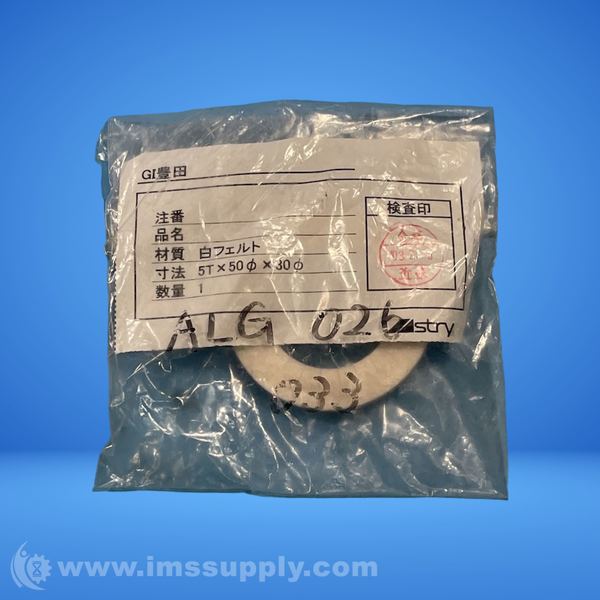 GI豊田
注番
品名
材質 白フェルト
寸法 5T×50φ×30φ
数量 1
検査印
ALG 026
stry
033
www.imssupply.com